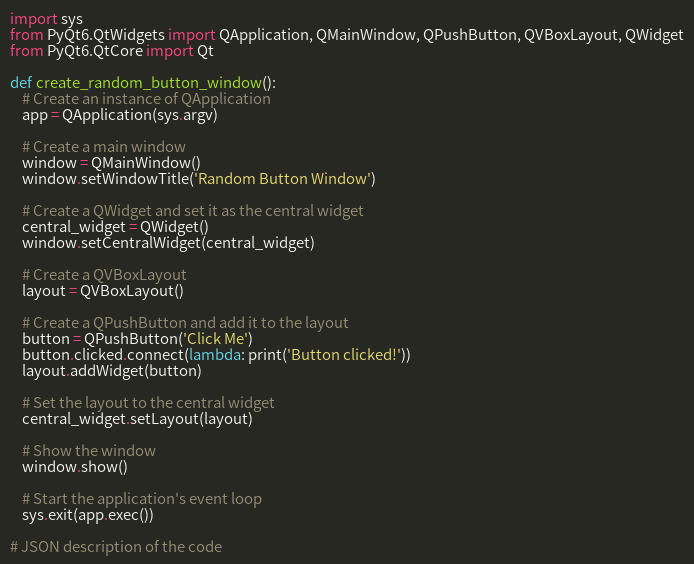 import sys
from PyQt6.QtWidgets import QApplication, QMainWindow, QPushButton, QVBoxLayout, QWidget
from PyQt6.QtCore import Qt

def create_random_button_window():
    # Create an instance of QApplication
    app = QApplication(sys.argv)

    # Create a main window
    window = QMainWindow()
    window.setWindowTitle('Random Button Window')

    # Create a QWidget and set it as the central widget
    central_widget = QWidget()
    window.setCentralWidget(central_widget)

    # Create a QVBoxLayout
    layout = QVBoxLayout()

    # Create a QPushButton and add it to the layout
    button = QPushButton('Click Me')
    button.clicked.connect(lambda: print('Button clicked!'))
    layout.addWidget(button)

    # Set the layout to the central widget
    central_widget.setLayout(layout)

    # Show the window
    window.show()

    # Start the application's event loop
    sys.exit(app.exec())

# JSON description of the code